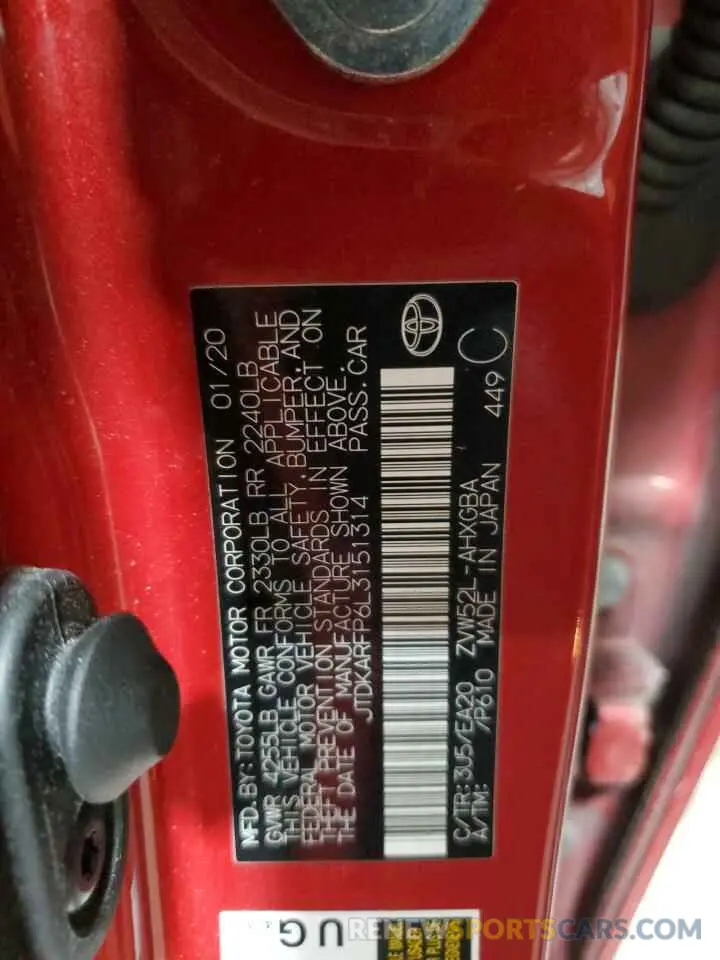 MFD.BY:TOYOTA MOTOR CORPORATION 01/20
GVWR 4255LB GAWR FR 2330LB RR 2240LB
THIS VEHICLE CONFORMS TO ALL APPLICABLE
FEDERAL MOTOR VEHICLE SAFETY,BUMPER,AND
THEFT PREVENTION STANDARDS IN EFFECT ON
THE DATE OF MANUFACTURE SHOWN ABOVE.
JTDKARFP6L3151314 PASS.CAR
C/TR:3U5/EA20 ZVW52L-AHXGBA 449 C
A/TM: /P610 MADE IN JAPAN
UG
RENEWSPORTSCARS.COM